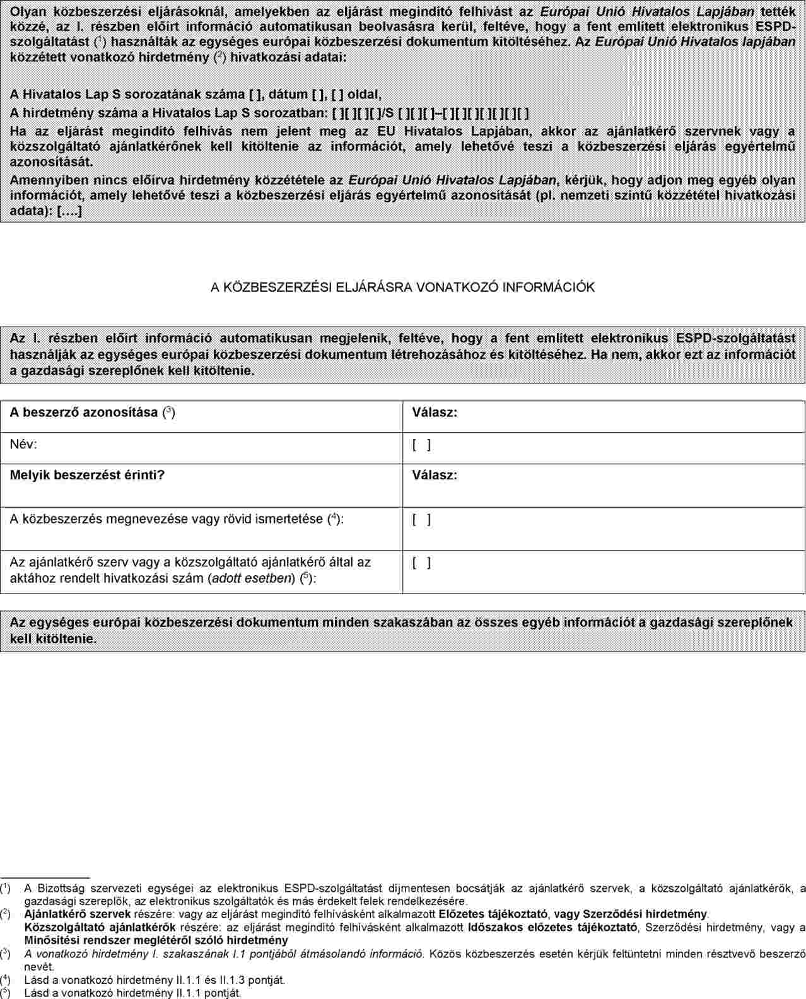 Olyan közbeszerzési eljárásoknál, amelyekben az eljárást megindító felhívást az Európai Unió Hivatalos Lapjában tették
közzé, az I. részben előírt információ automatikusan beolvasásra kerül, feltéve, hogy a fent említett elektronikus ESPD-
szolgáltatást (¹) használták az egységes európai közbeszerzési dokumentum kitöltéséhez. Az Európai Unió Hivatalos lapjában
közzétett vonatkozó hirdetmény (²) hivatkozási adatai:
A Hivatalos Lap S sorozatának száma [ ], dátum [ ], [ ] oldal,
A hirdetmény száma a Hivatalos Lap S sorozatban: [ ][ ][ ][ ]/S [ ][ ][ ]–[ ][ ][ ][ ][ ][ ][ ]
Ha az eljárást megindító felhívás nem jelent meg az EU Hivatalos Lapjában, akkor az ajánlatkérő szervnek vagy a
közszolgáltató ajánlatkérőnek kell kitöltenie az információt, amely lehetővé teszi a közbeszerzési eljárás egyértelmű
azonosítását.
Amennyiben nincs előírva hirdetmény közzététele az Európai Unió Hivatalos Lapjában, kérjük, hogy adjon meg egyéb olyan
információt, amely lehetővé teszi a közbeszerzési eljárás egyértelmű azonosítását (pl. nemzeti szintű közzététel hivatkozási
adata): [….]
A KÖZBESZERZÉSI ELJÁRÁSRA VONATKOZÓ INFORMÁCIÓK
Az I. részben előírt információ automatikusan megjelenik, feltéve, hogy a fent említett elektronikus ESPD-szolgáltatást
használják az egységes európai közbeszerzési dokumentum létrehozásához és kitöltéséhez. Ha nem, akkor ezt az információt
a gazdasági szereplőnek kell kitöltenie.
A beszerző azonosítása (³)
Válasz:
Név:
[ ]
Melyik beszerzést érinti?
Válasz:
A közbeszerzés megnevezése vagy rövid ismertetése (⁴):
[ ]
Az ajánlatkérő szerv vagy a közszolgáltató ajánlatkérő által az
aktához rendelt hivatkozási szám (adott esetben) (⁵):
[ ]
Az egységes európai közbeszerzési dokumentum minden szakaszában az összes egyéb információt a gazdasági szereplőnek
kell kitöltenie.
(¹) A Bizottság szervezeti egységei az elektronikus ESPD-szolgáltatást díjmentesen bocsátják az ajánlatkérő szervek, a közszolgáltató ajánlatkérők, a
gazdasági szereplők, az elektronikus szolgáltatók és más érdekelt felek rendelkezésére.
(²) Ajánlatkérő szervek részére: vagy az eljárást megindító felhívásként alkalmazott Előzetes tájékoztató, vagy Szerződési hirdetmény.
Közszolgáltató ajánlatkérők részére: az eljárást megindító felhívásként alkalmazott Időszakos előzetes tájékoztató, Szerződési hirdetmény, vagy a
Minősítési rendszer meglétéről szóló hirdetmény
(³) A vonatkozó hirdetmény I. szakaszának I.1 pontjából átmásolandó információ. Közös közbeszerzés esetén kérjük feltüntetni minden résztvevő beszerző
nevét.
(⁴) Lásd a vonatkozó hirdetmény II.1.1 és II.1.3 pontját.
(⁵) Lásd a vonatkozó hirdetmény II.1.1 pontját.